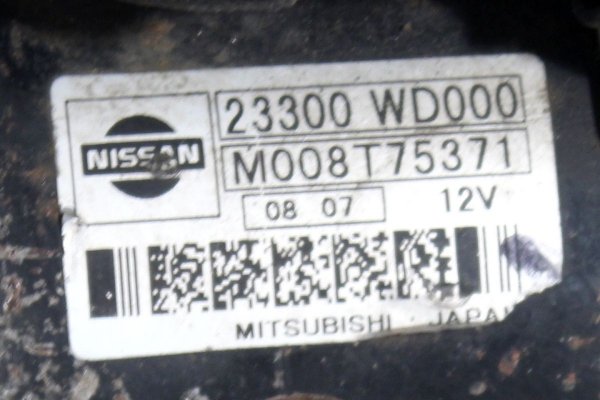 23300 WD000
NISSAN
M008T75371
08 07
12V
MITSUBISHI JAPAN